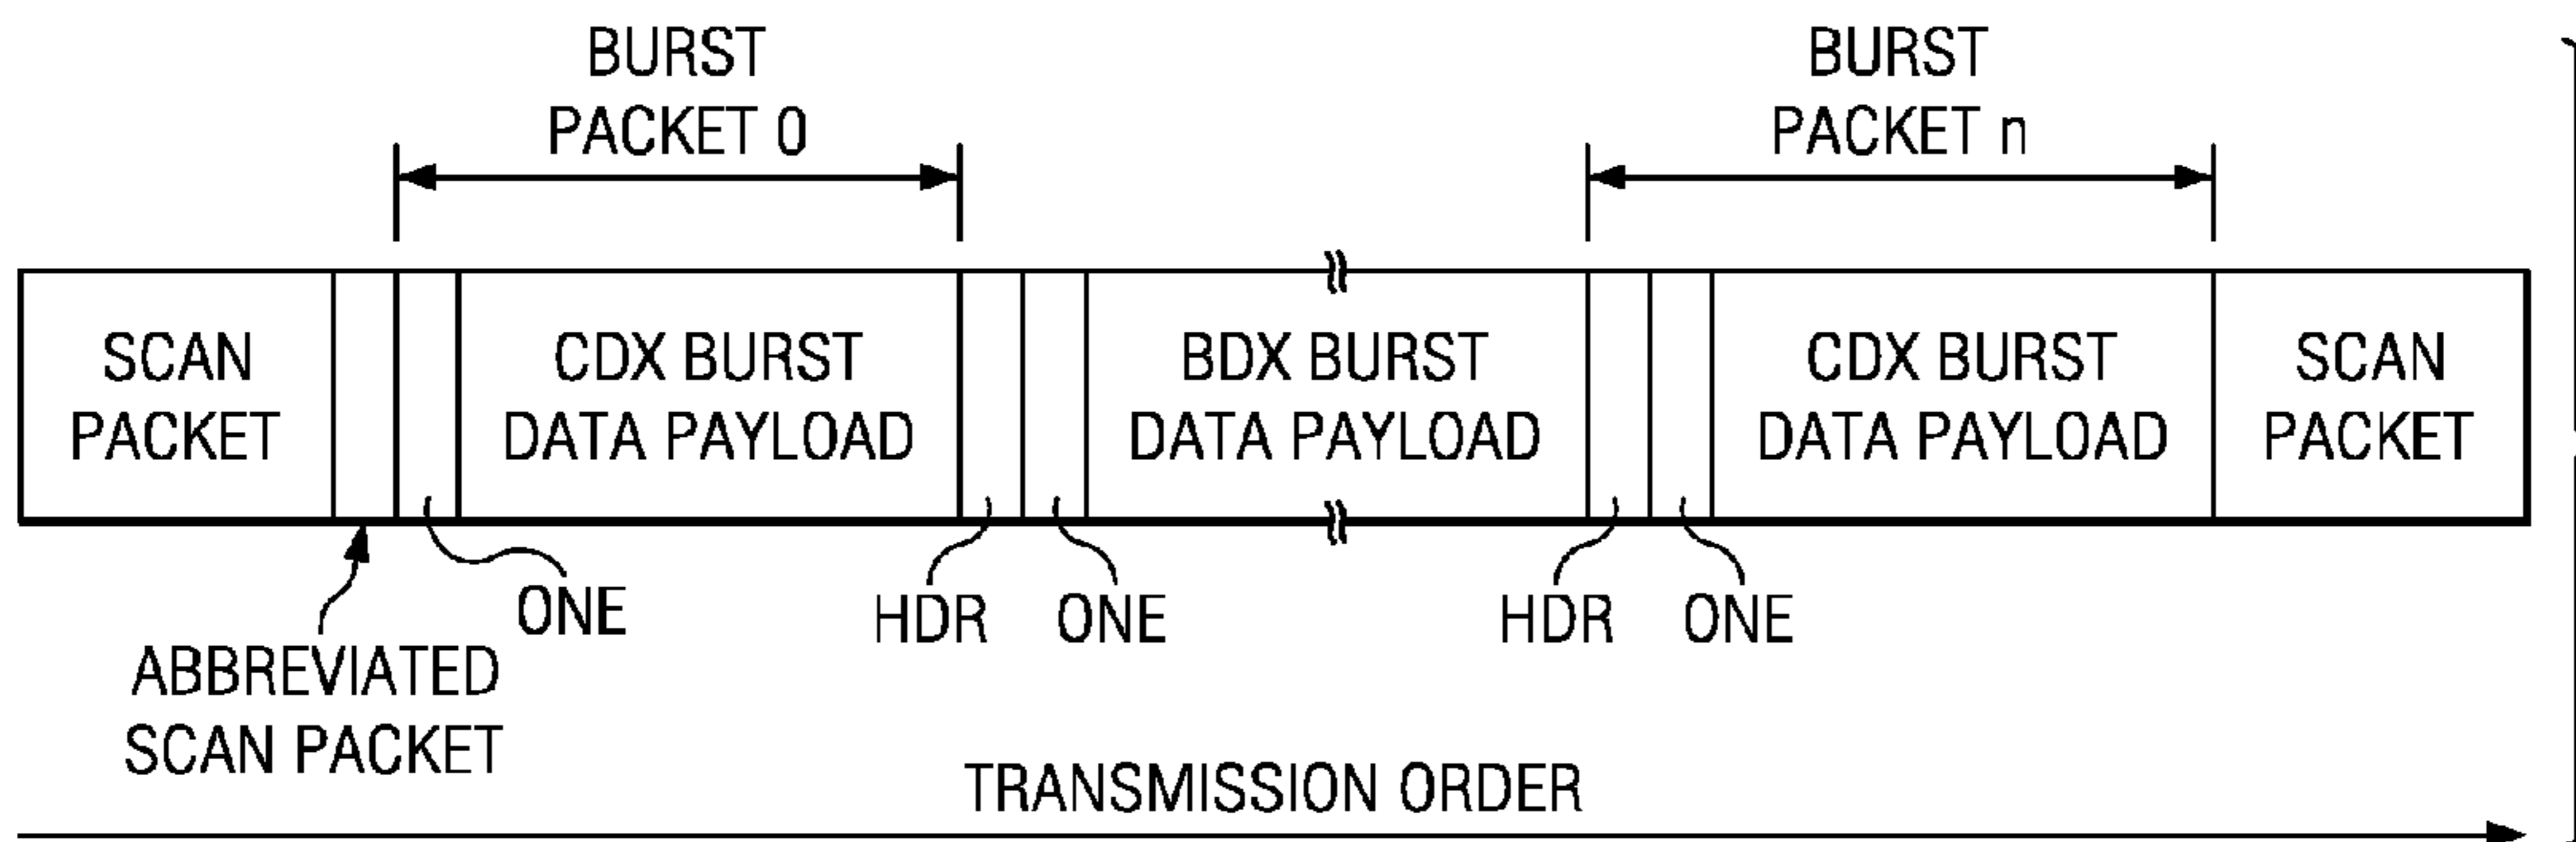 BURST
PACKET 0
BURST
PACKET n
SCAN
PACKET
CDX BURST
DATA PAYLOAD
BDX BURST
DATA PAYLOAD
CDX BURST
DATA PAYLOAD
SCAN
PACKET
ONE
HDR
ONE
HDR
ONE
ABBREVIATED
SCAN PACKET
TRANSMISSION ORDER